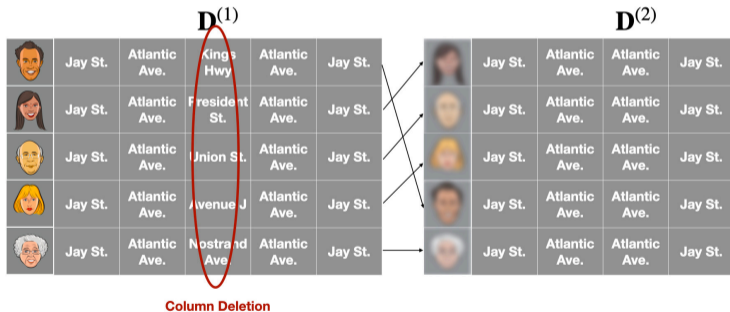 D(1) D(2)
Jay St. Atlantic Ave. Kings Hwy Atlantic Ave. Jay St. Jay St. Atlantic Ave. Atlantic Ave. Jay St.
Jay St. Atlantic Ave. President St. Atlantic Ave. Jay St. Jay St. Atlantic Ave. Atlantic Ave. Jay St.
Jay St. Atlantic Ave. Union St. Atlantic Ave. Jay St. Jay St. Atlantic Ave. Atlantic Ave. Jay St.
Jay St. Atlantic Ave. Avenue J Atlantic Ave. Jay St. Jay St. Atlantic Ave. Atlantic Ave. Jay St.
Jay St. Atlantic Ave. Nostrand Ave. Atlantic Ave. Jay St. Jay St. Atlantic Ave. Atlantic Ave. Jay St.
Column Deletion